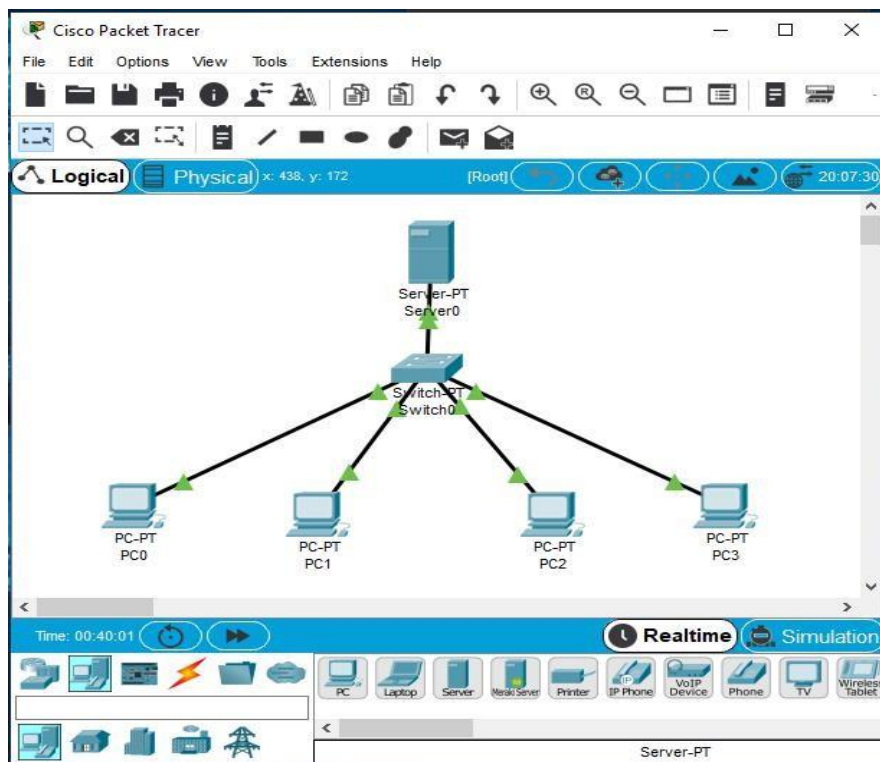 Cisco Packet Tracer
File Edit Options View Tools Extensions Help
Logical Physical x: 438, y: 172 [Root] 20:07:30
Server-PT
Server0
Switch-PT
Switch0
PC-PT
PC0
PC-PT
PC1
PC-PT
PC2
PC-PT
PC3
Time: 00:40:01 Realtime Simulation
PC Laptop Server Meraki Server Printer IP Phone VoIP Device Phone TV Wireless Tablet
Server-PT